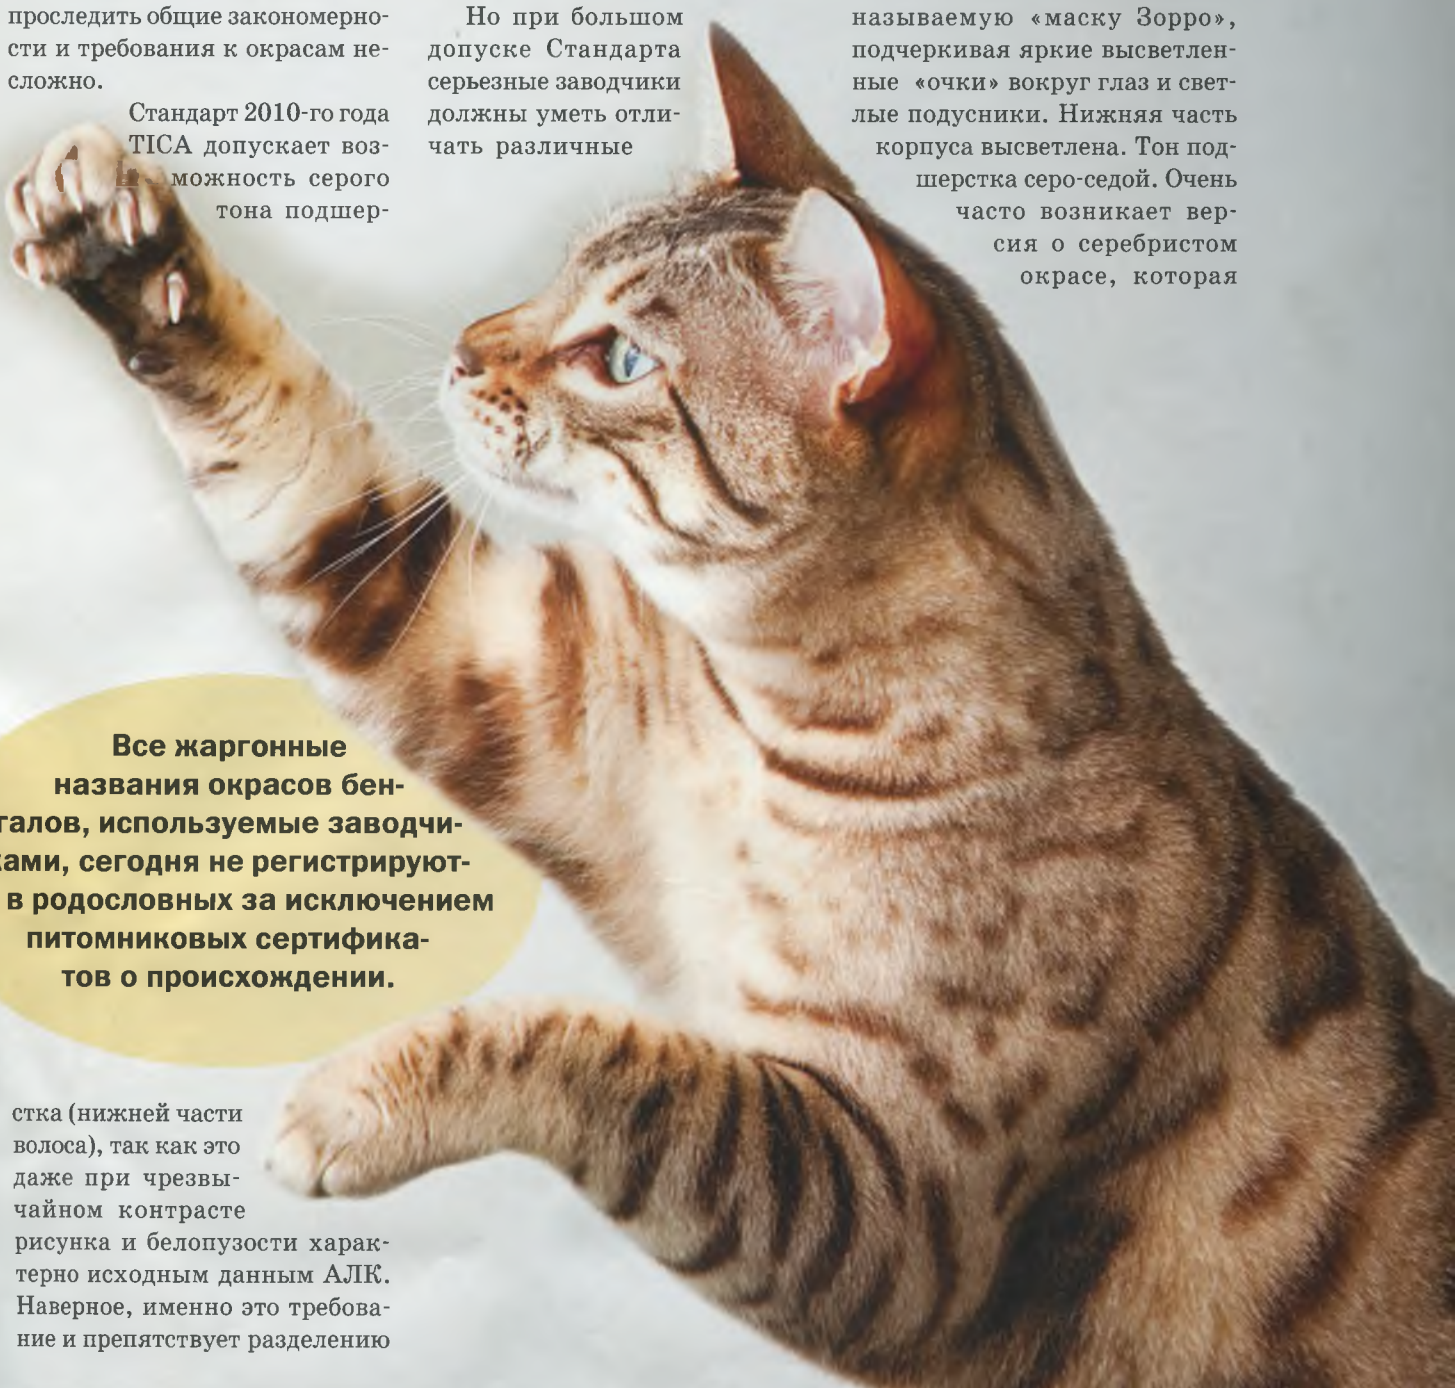 проследить общие закономерно-
сти и требования к окрасам не-
сложно.
Стандарт 2010-го года
TICA допускает воз-
можность серого
тона подшер-
Все жаргонные
названия окрасов бен-
галов, используемые заводчи-
ками, сегодня не регистрируют-
в родословных за исключением
питомниковых сертифика-
тов о происхождении.
стка (нижней части
волоса), так как это
даже при чрезвы-
чайном контрасте
рисунка и белопузости харак-
терно исходным данным АЛК.
Наверное, именно это требова-
ние и препятствует разделению
Но при большом
допуске Стандарта
серьезные заводчики
должны уметь отли-
чать различные
называемую «маску Зорро»,
подчеркивая яркие высветлен-
ные «очки» вокруг глаз и свет-
лые подусники. Нижняя часть
корпуса высветлена. Тон под-
шерстка серо-седой. Очень
часто возникает вер-
сия о серебристом
окрасе, которая